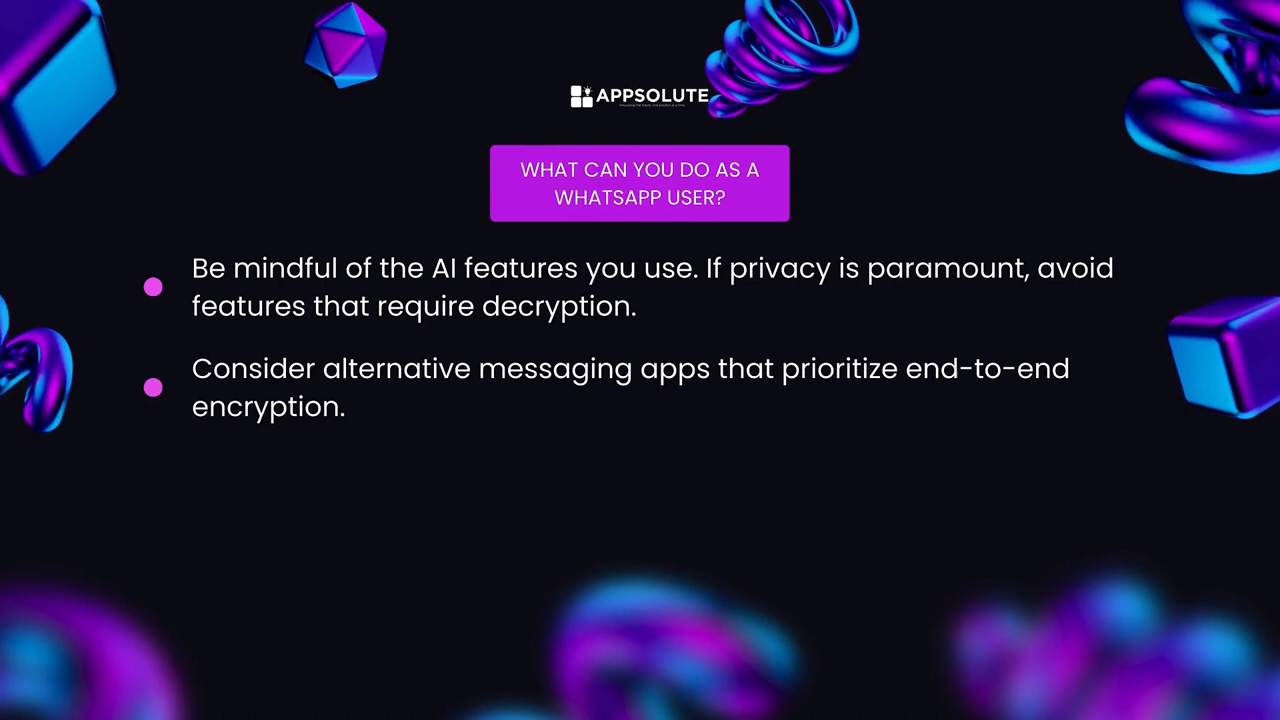 APPSOLUTE
WHAT CAN YOU DO AS A
WHATSAPP USER?
Be mindful of the AI features you use. If privacy is paramount, avoid
features that require decryption.
Consider alternative messaging apps that prioritize end-to-end
encryption.